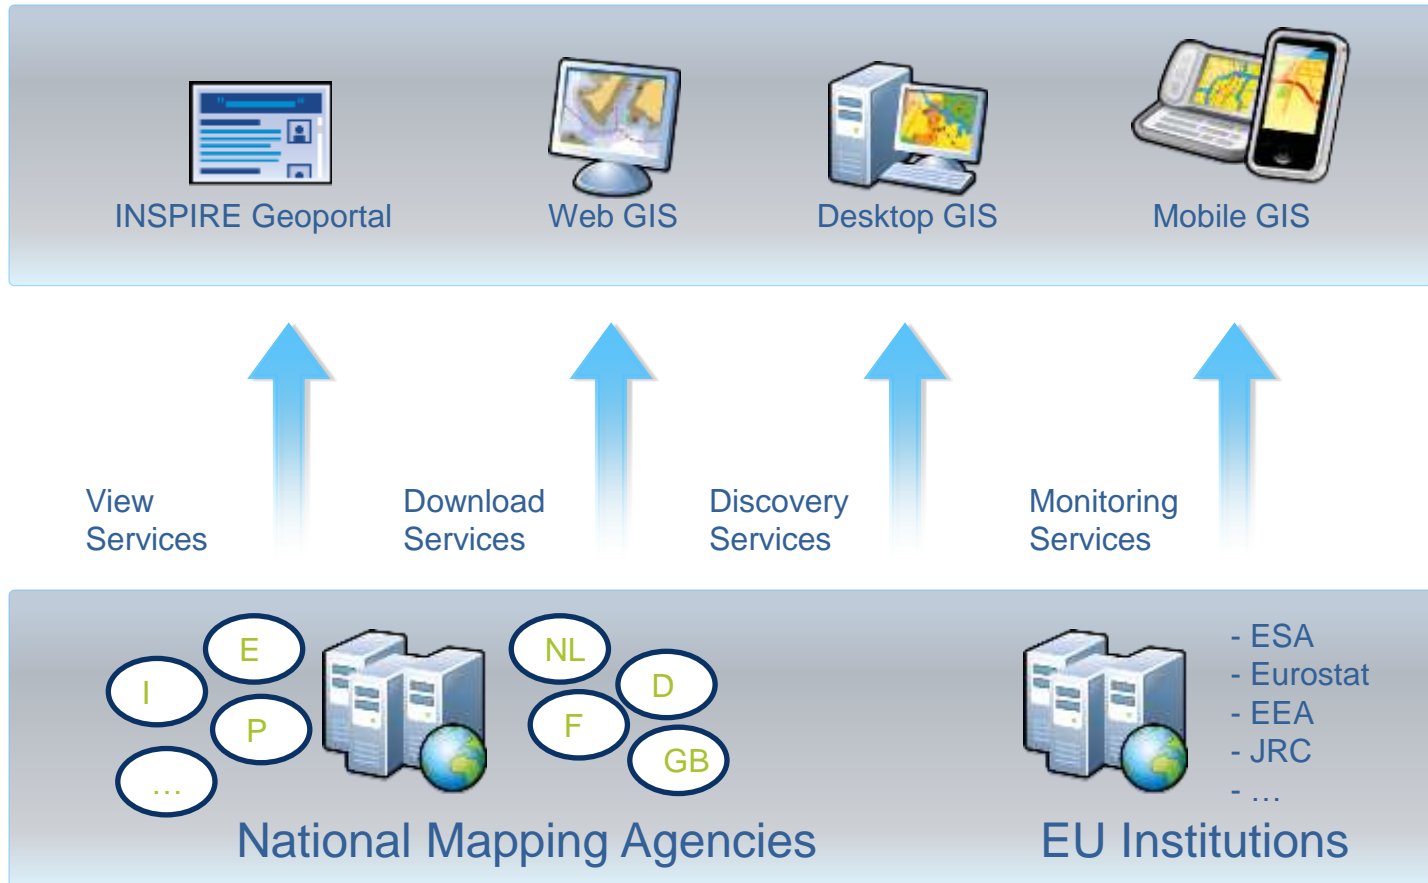 INSPIRE Geoportal
Web GIS
Desktop GIS
Mobile GIS
View
Services
Download
Services
Discovery
Services
Monitoring
Services
E
I
P
…
NL
D
F
GB
National Mapping Agencies
- ESA
- Eurostat
- EEA
- JRC
- …
EU Institutions